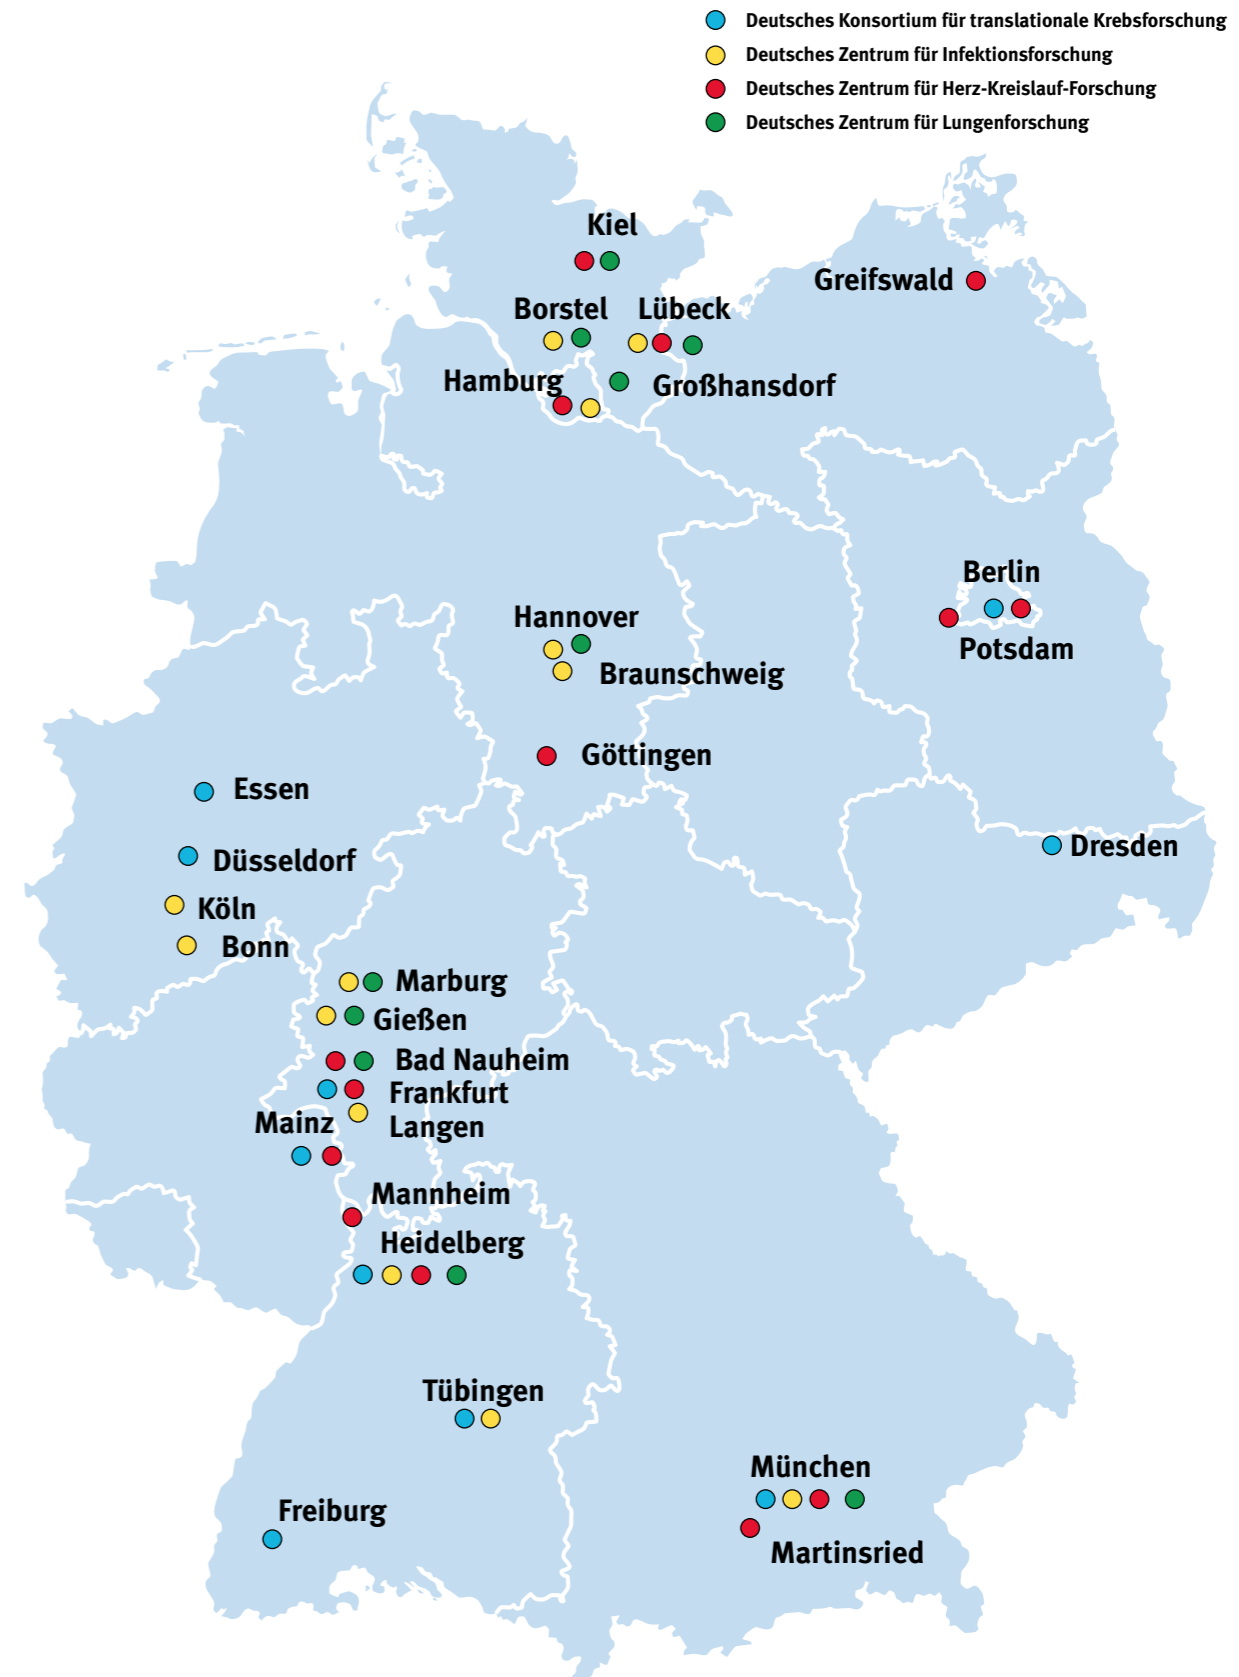 Deutsches Konsortium für translationale Krebsforschung
Deutsches Zentrum für Infektionsforschung
Deutsches Zentrum für Herz-Kreislauf-Forschung
Deutsches Zentrum für Lungenforschung
Kiel
Greifswald
Borstel
Lübeck
Hamburg
Großhansdorf
Berlin
Hannover
Potsdam
Braunschweig
Göttingen
Essen
Dresden
Düsseldorf
Köln
Bonn
Marburg
Gießen
Bad Nauheim
Frankfurt
Mainz
Langen
Mannheim
Heidelberg
Tübingen
München
Freiburg
Martinsried